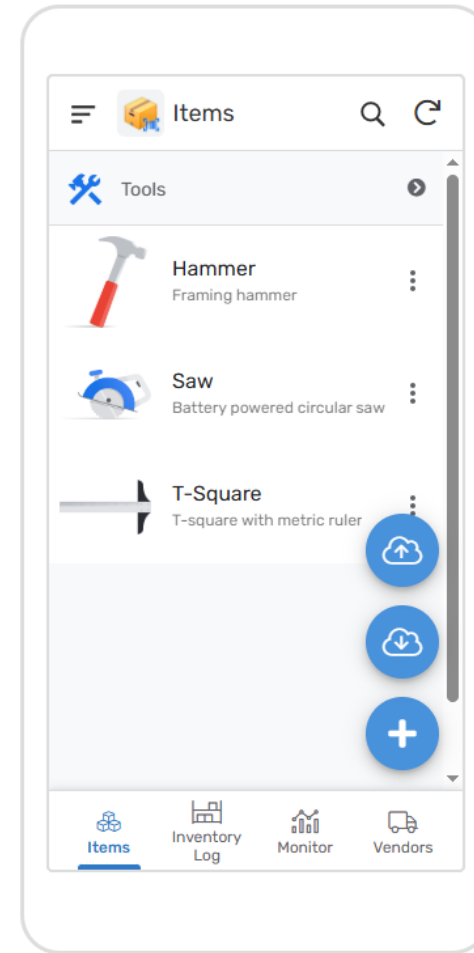 Items
Tools
Hammer
Framing hammer
Saw
Battery powered circular saw
T-Square
T-square with metric ruler
Items
Inventory
Log
Monitor
Vendors